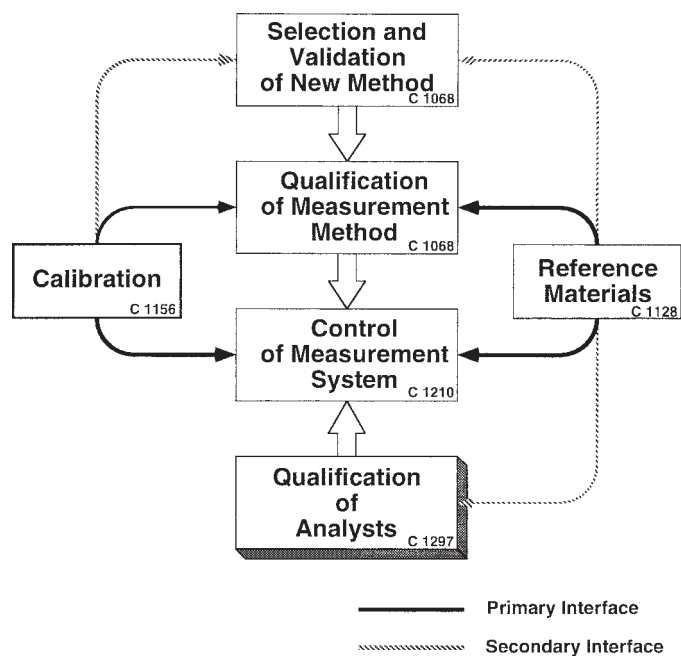 Selection and
Validation
of New Method
C 1068
Qualification
of Measurement
Method
C 1068
Calibration
C 1156
Reference
Materials
C 1128
Control
of Measurement
System
C 1210
Qualification
of
Analysts
C 1297
Primary Interface
Secondary Interface